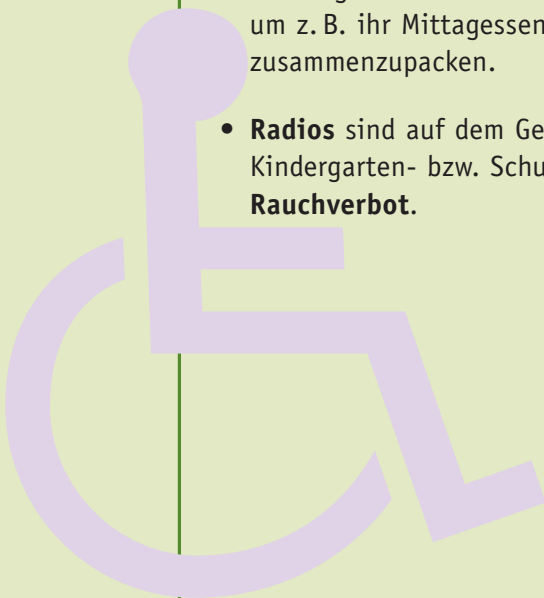 um z. B. ihr Mittagessen
zusammenzupacken.
• Radios sind auf dem Ge
Kindergarten- bzw. Schu
Rauchverbot.